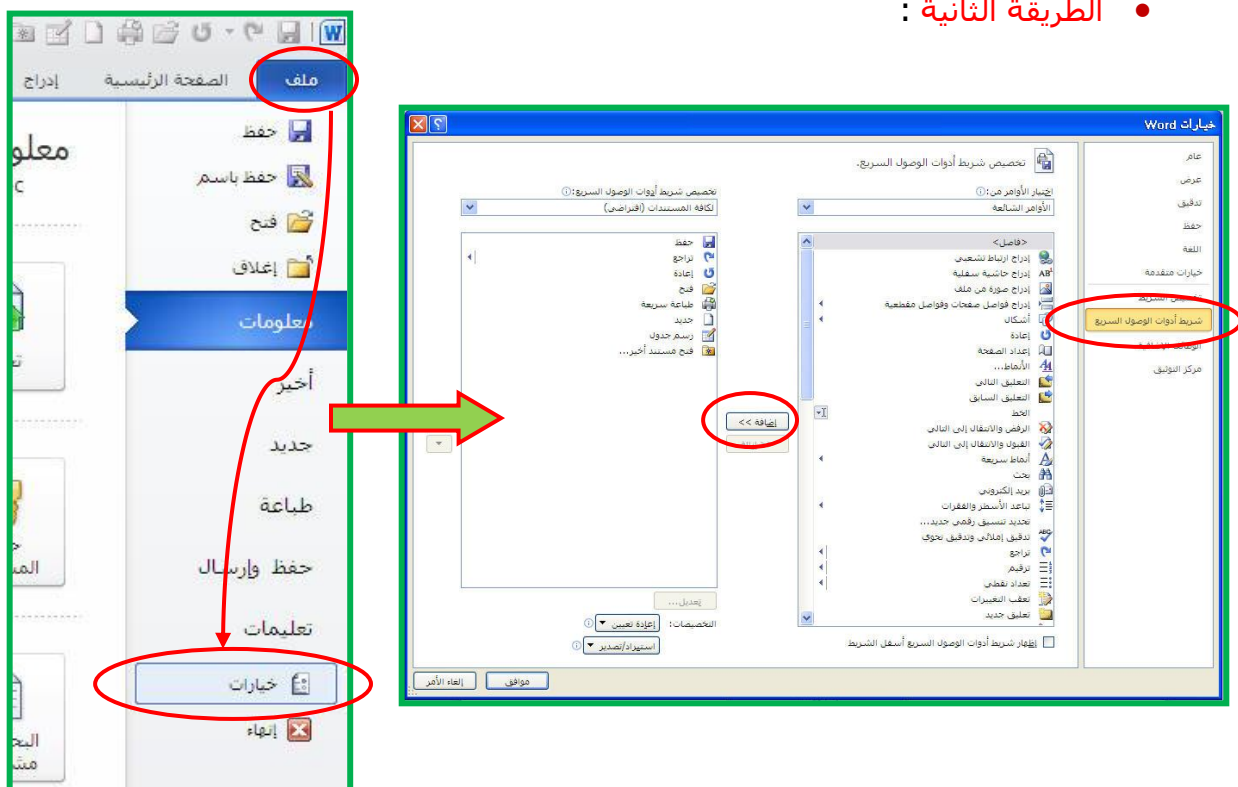 • الطريقة الثانية :
ملف
الصفحة الرئيسية
إدراج
حفظ
حفظ باسم
فتح
إغلاق
معلومات
أخير
جديد
طباعة
حفظ وإرسال
تعليمات
خيارات
إنهاء
خيارات Word
عام
عرض
تدقيق
حفظ
اللغة
خيارات متقدمة
تخصيص الشريط
شريط أدوات الوصول السريع
الوظائف الإضافية
مركز التوثيق
تخصيص شريط أدوات الوصول السريع.
اختيار الأوامر من:
الأوامر الشائعة
<فاصل>
إدراج ارتباط تشعبي
إدراج حاشية سفلية
إدراج صورة من ملف
إدراج فواصل صفحات وفواصل مقطعية
أشكال
إعادة
إعداد الصفحة
الأنماط...
التعليق التالي
التعليق السابق
الخط
الرفض والانتقال إلى التالي
القبول والانتقال إلى التالي
أنماط سريعة
بحث
بريد إلكتروني
تباعد الأسطر والفقرات
تحديد تنسيق رقمي جديد...
تدقيق إملائي وتدقيق نحوي
تراجع
ترقيم
تعداد نقطي
تعقب التغييرات
تعليق جديد
إظهار شريط أدوات الوصول السريع أسفل الشريط
إضافة >>
تخصيص شريط أدوات الوصول السريع:
لكافة المستندات (افتراضي)
حفظ
تراجع
إعادة
فتح
طباعة سريعة
جديد
رسم جدول
فتح مستند أخير...
تعديل...
التخصيصات: إعادة تعيين
استيراد/تصدير
موافق
إلغاء الأمر